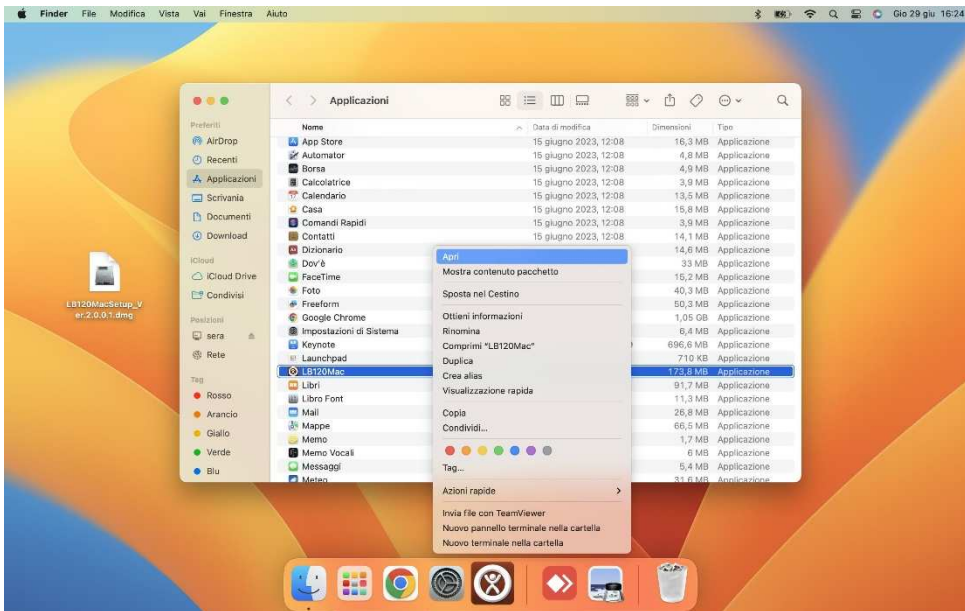 Finder File Modifica Vista Vai Finestra Aiuto Gio 29 giu 16:24
Applicazioni
Preferiti
AirDrop
Recenti
Applicazioni
Scrivania
Documenti
Download
iCloud
iCloud Drive
Condivisi
Posizioni
sera
Rete
Tag
Rosso
Arancio
Giallo
Verde
Blu
Nome Data di modifica Dimensioni Tipo
App Store 15 giugno 2023, 12:08 16,3 MB Applicazione
Automator 15 giugno 2023, 12:08 4,8 MB Applicazione
Borsa 15 giugno 2023, 12:08 4,9 MB Applicazione
Calcolatrice 15 giugno 2023, 12:08 3,9 MB Applicazione
Calendario 15 giugno 2023, 12:08 13,5 MB Applicazione
Casa 15 giugno 2023, 12:08 15,8 MB Applicazione
Comandi Rapidi 15 giugno 2023, 12:08 3,9 MB Applicazione
Contatti 15 giugno 2023, 12:08 14,1 MB Applicazione
Dizionario 14,6 MB Applicazione
Dov'è 33 MB Applicazione
FaceTime 15,2 MB Applicazione
Foto 40,3 MB Applicazione
Freeform 50,3 MB Applicazione
Google Chrome 1,05 GB Applicazione
Impostazioni di Sistema 6,4 MB Applicazione
Keynote 696,6 MB Applicazione
Launchpad 710 KB Applicazione
LB120Mac 173,8 MB Applicazione
Libri 91,7 MB Applicazione
Libro Font 11,3 MB Applicazione
Mail 26,8 MB Applicazione
Mappe 66,5 MB Applicazione
Memo 1,7 MB Applicazione
Memo Vocali 6 MB Applicazione
Messaggi 5,4 MB Applicazione
Meteo 31,6 MB Applicazione
Apri
Mostra contenuto pacchetto
Sposta nel Cestino
Ottieni informazioni
Rinomina
Comprimi "LB120Mac"
Duplica
Crea alias
Visualizzazione rapida
Copia
Condividi...
Tag...
Azioni rapide
Invia file con TeamViewer
Nuovo pannello terminale nella cartella
Nuovo terminale nella cartella
LB120MacSetup_V
er.2.0.0.1.dmg